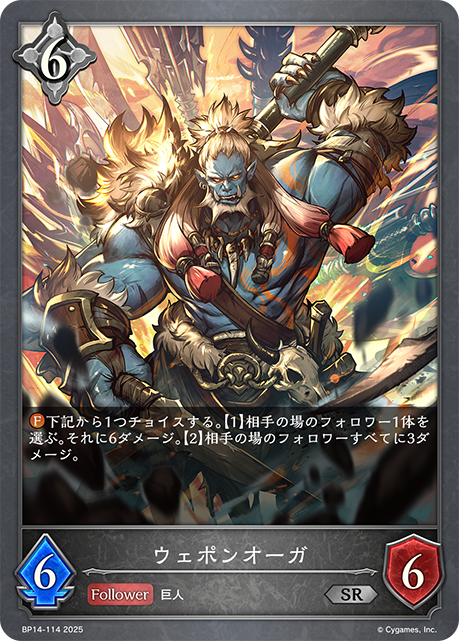 6
F 下記から1つチョイスする。【1】相手の場のフォロワー1体を
選ぶ。それに6ダメージ。【2】相手の場のフォロワーすべてに3ダ
メージ。
ウェポンオーガ
6
Follower 巨人
SR
6
BP14-114 2025
© Cygames, Inc.